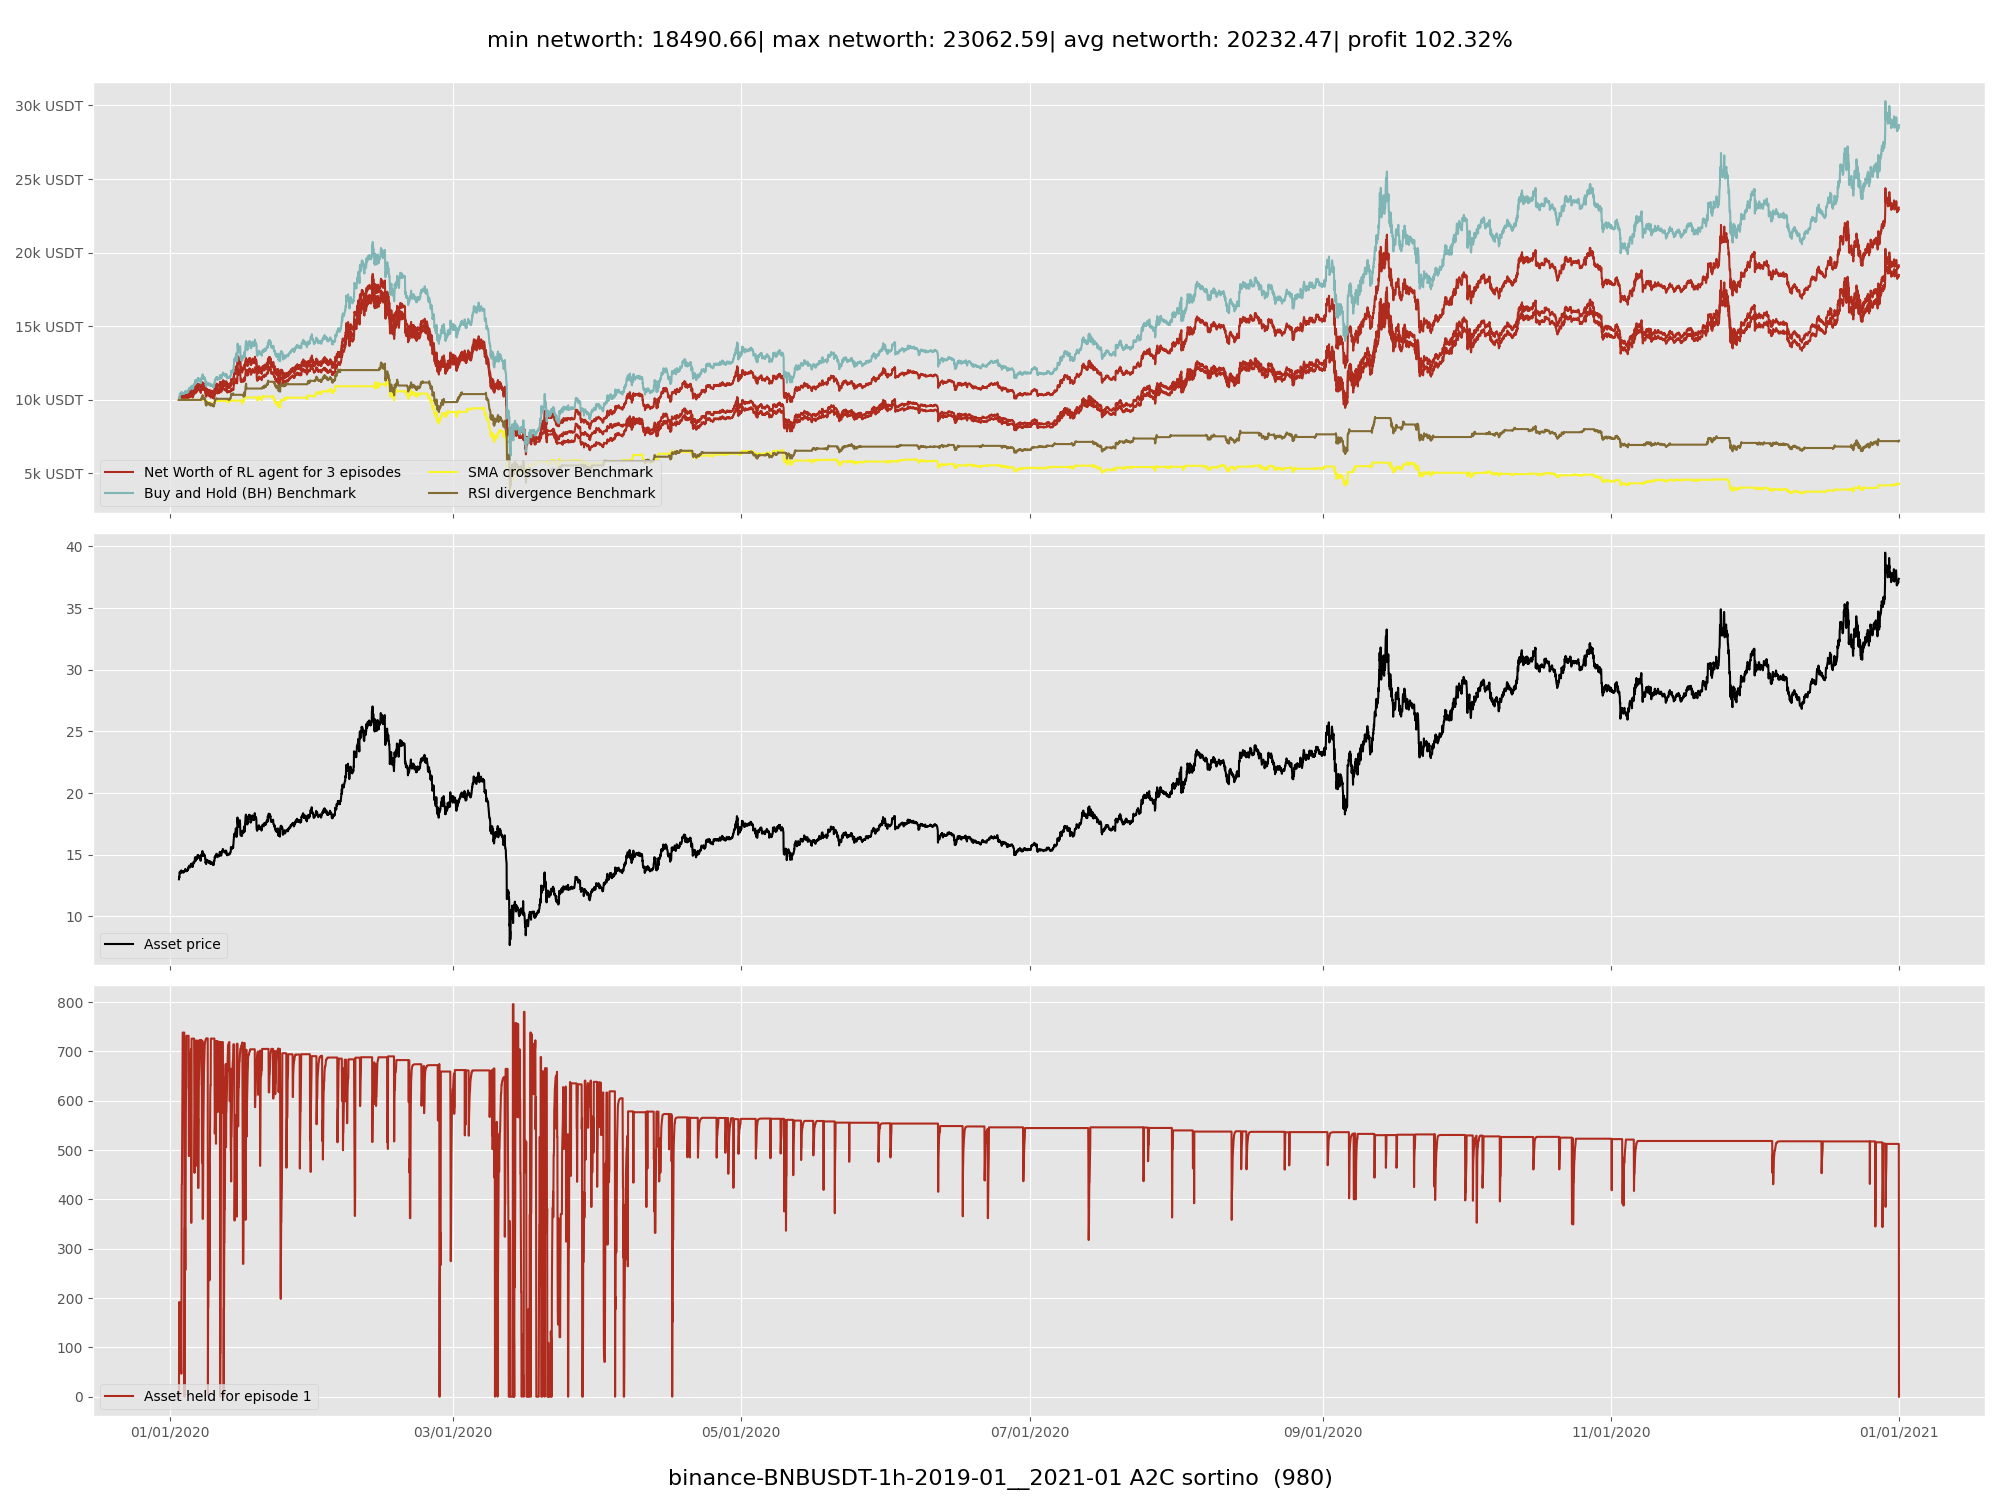 min networth: 18490.66| max networth: 23062.59| avg networth: 20232.47| profit 102.32%
30k USDT
25k USDT
20k USDT
15k USDT
10k USDT
5k USDT
Net Worth of RL agent for 3 episodes
Buy and Hold (BH) Benchmark
SMA crossover Benchmark
RSI divergence Benchmark
40
35
30
25
20
15
10
Asset price
800
700
600
500
400
300
200
100
0
Asset held for episode 1
01/01/2020 03/01/2020 05/01/2020 07/01/2020 09/01/2020 11/01/2020 01/01/2021
binance-BNBUSDT-1h-2019-01__2021-01 A2C sortino (980)